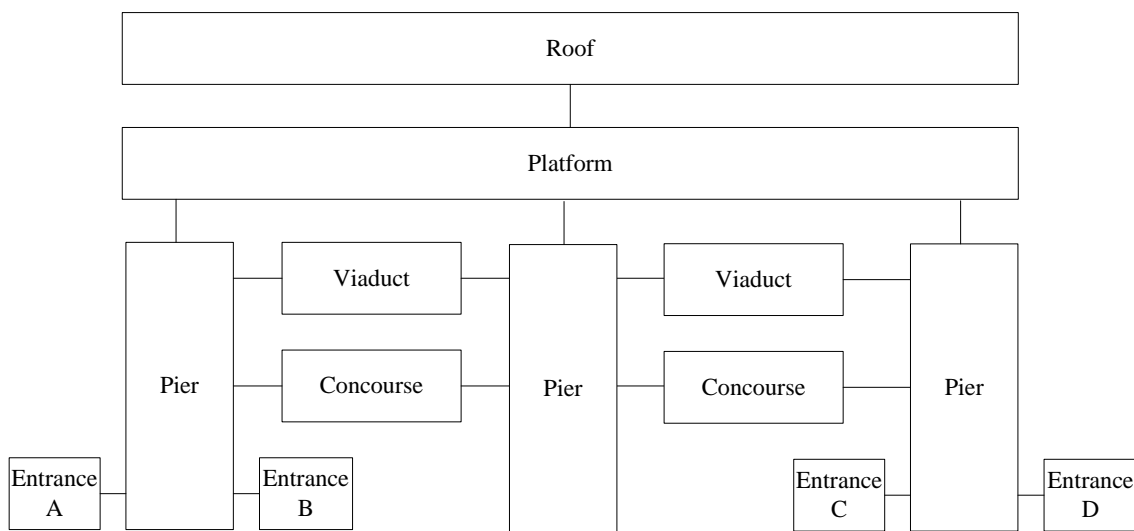 Roof
Platform
Viaduct
Viaduct
Pier
Concourse
Pier
Concourse
Pier
Entrance
A
Entrance
B
Entrance
C
Entrance
D